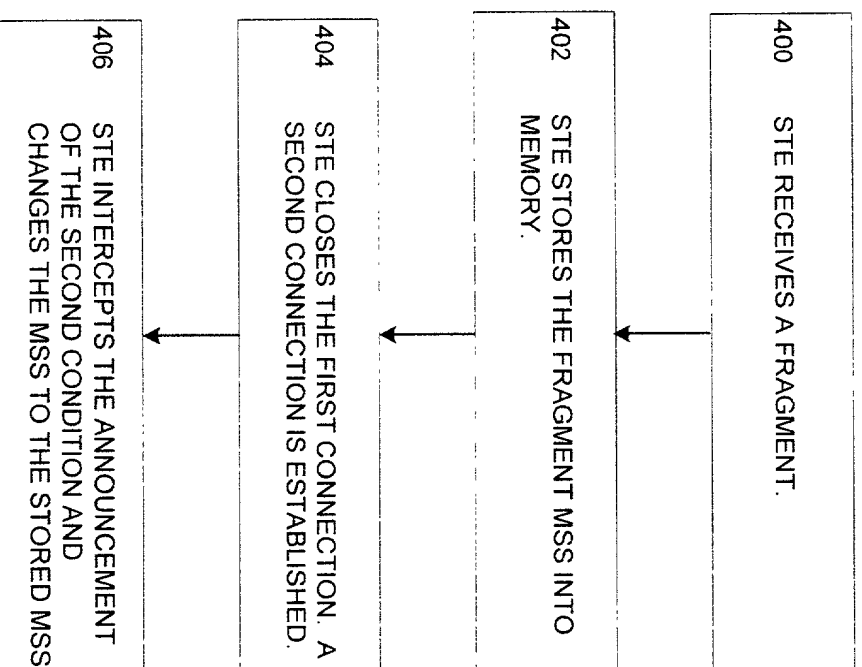 400 STE RECEIVES A FRAGMENT.
402 STE STORES THE FRAGMENT MSS INTO
MEMORY.
404 STE CLOSES THE FIRST CONNECTION. A
SECOND CONNECTION IS ESTABLISHED.
406 STE INTERCEPTS THE ANNOUNCEMENT
OF THE SECOND CONDITION AND
CHANGES THE MSS TO THE STORED MSS